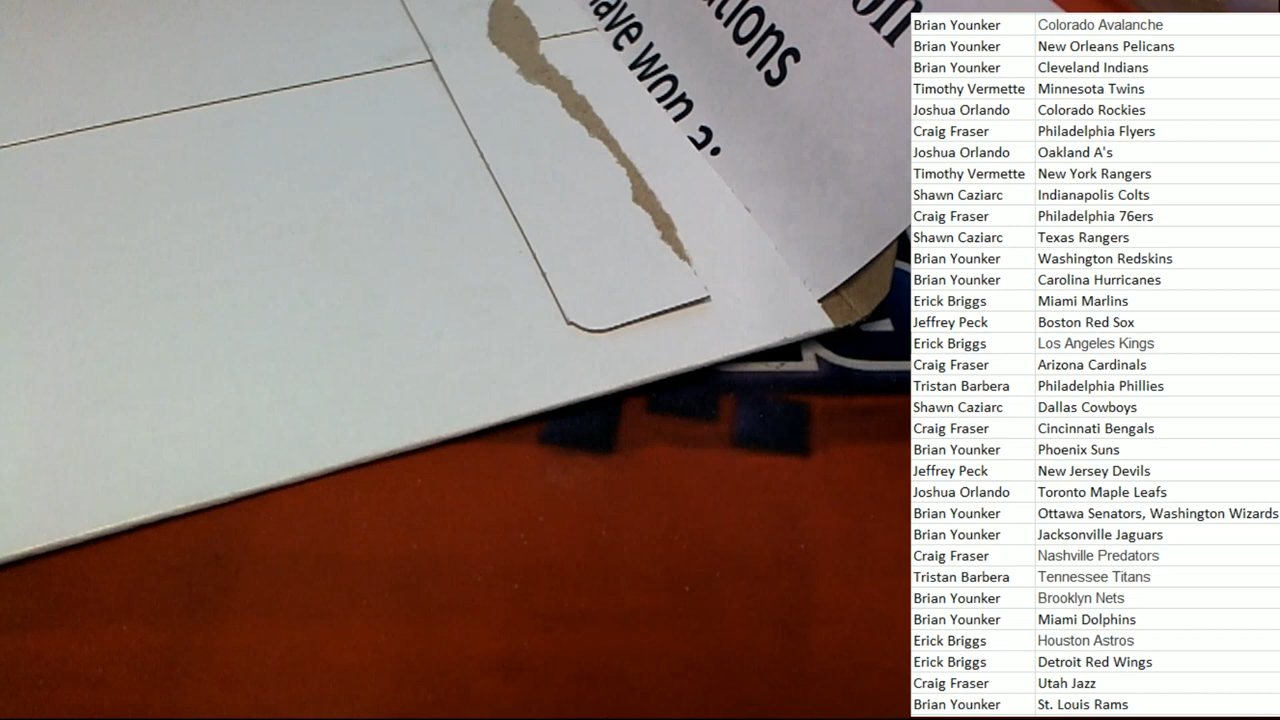 on
ations
have won a:
Brian Younker Colorado Avalanche
Brian Younker New Orleans Pelicans
Brian Younker Cleveland Indians
Timothy Vermette Minnesota Twins
Joshua Orlando Colorado Rockies
Craig Fraser Philadelphia Flyers
Joshua Orlando Oakland A's
Timothy Vermette New York Rangers
Shawn Caziarc Indianapolis Colts
Craig Fraser Philadelphia 76ers
Shawn Caziarc Texas Rangers
Brian Younker Washington Redskins
Brian Younker Carolina Hurricanes
Erick Briggs Miami Marlins
Jeffrey Peck Boston Red Sox
Erick Briggs Los Angeles Kings
Craig Fraser Arizona Cardinals
Tristan Barbera Philadelphia Phillies
Shawn Caziarc Dallas Cowboys
Craig Fraser Cincinnati Bengals
Brian Younker Phoenix Suns
Jeffrey Peck New Jersey Devils
Joshua Orlando Toronto Maple Leafs
Brian Younker Ottawa Senators, Washington Wizards
Brian Younker Jacksonville Jaguars
Craig Fraser Nashville Predators
Tristan Barbera Tennessee Titans
Brian Younker Brooklyn Nets
Brian Younker Miami Dolphins
Erick Briggs Houston Astros
Erick Briggs Detroit Red Wings
Craig Fraser Utah Jazz
Brian Younker St. Louis Rams